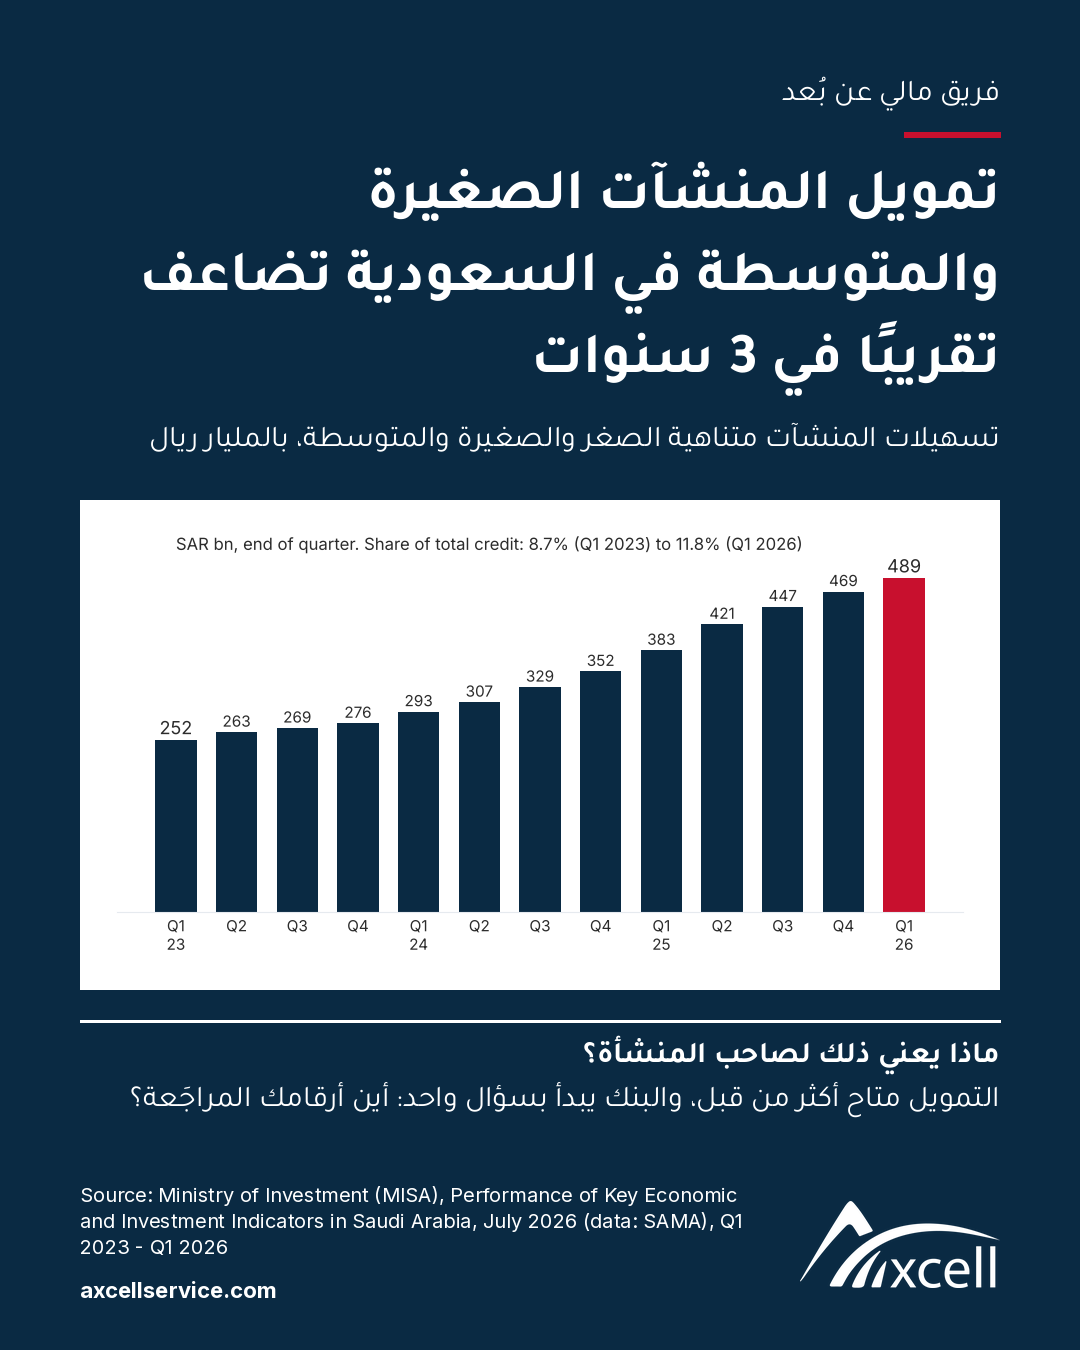 فريق مالي عن بُعد
تمويل المنشآت الصغيرة
والمتوسطة في السعودية تضاعف
تقريبًا في 3 سنوات
تسهيلات المنشآت متناهية الصغر والصغيرة والمتوسطة، بالمليار ريال
SAR bn, end of quarter. Share of total credit: 8.7% (Q1 2023) to 11.8% (Q1 2026)
252 263 269 276 293 307 329 352 383 421 447 469 489
Q1 Q2 Q3 Q4 Q1 Q2 Q3 Q4 Q1 Q2 Q3 Q4 Q1
23 24 25 26
ماذا يعني ذلك لصاحب المنشأة؟
التمويل متاح أكثر من قبل، والبنك يبدأ بسؤال واحد: أين أرقامك المراجَعة؟
Source: Ministry of Investment (MISA), Performance of Key Economic
and Investment Indicators in Saudi Arabia, July 2026 (data: SAMA), Q1
2023 - Q1 2026
axcellservice.com
Axcell